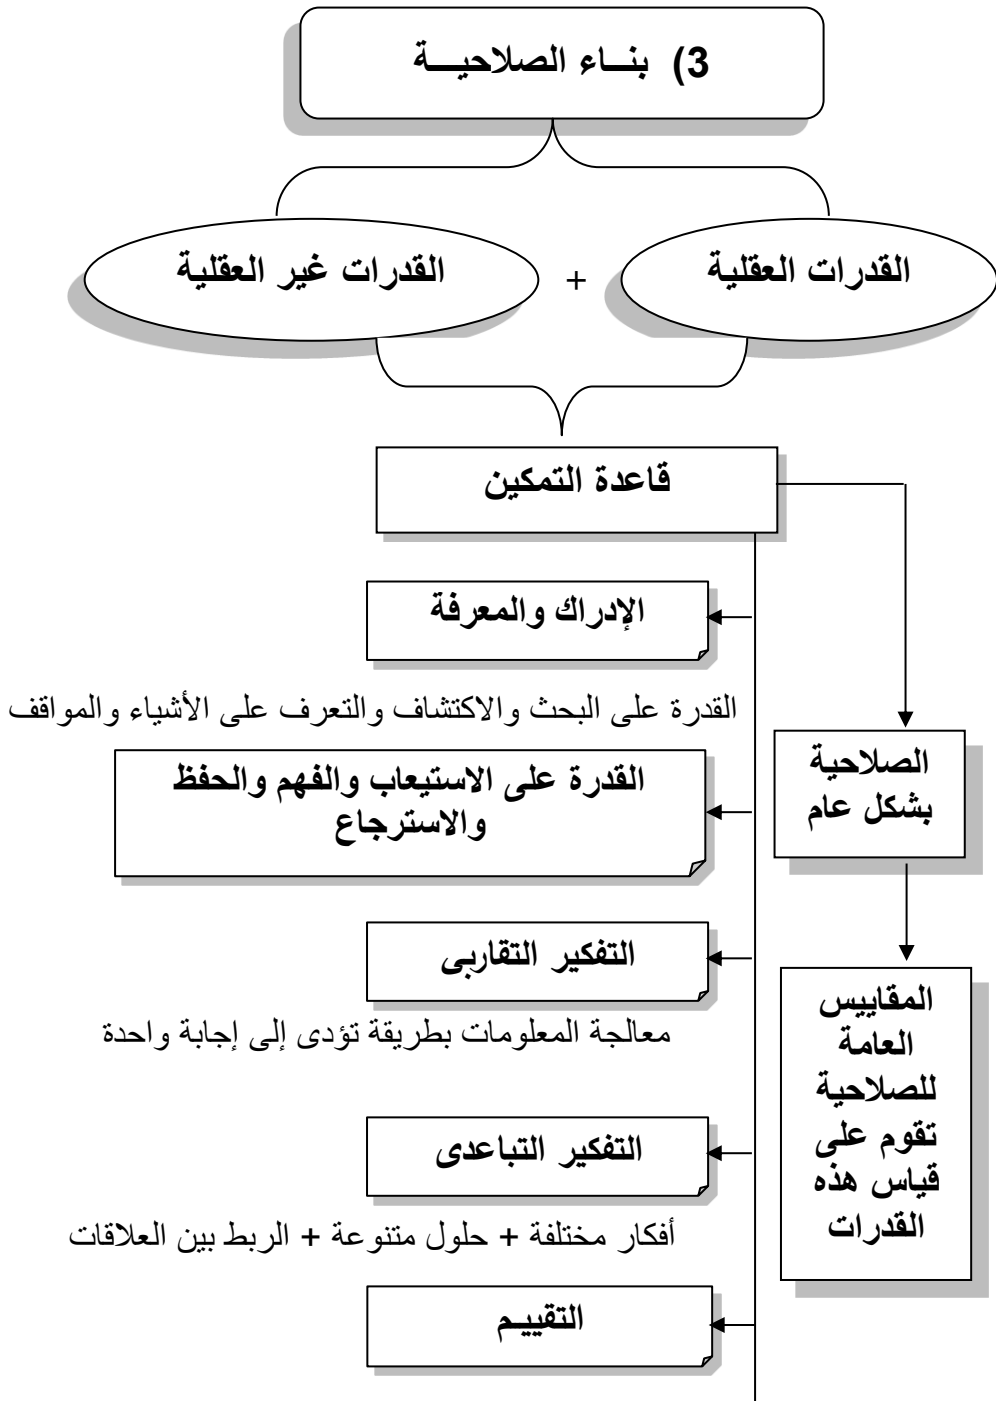 3) بنــاء الصلاحيـــة
القدرات العقلية
+
القدرات غير العقلية
قاعدة التمكين
الإدراك والمعرفة
القدرة على البحث والاكتشاف والتعرف على الأشياء والمواقف
القدرة على الاستيعاب والفهم والحفظ
والاسترجاع
التفكير التقاربى
معالجة المعلومات بطريقة تؤدى إلى إجابة واحدة
التفكير التباعدى
أفكار مختلفة + حلول متنوعة + الربط بين العلاقات
التقييـم
الصلاحية
بشكل عام
المقاييس
العامة
للصلاحية
تقوم على
قياس هذه
القدرات